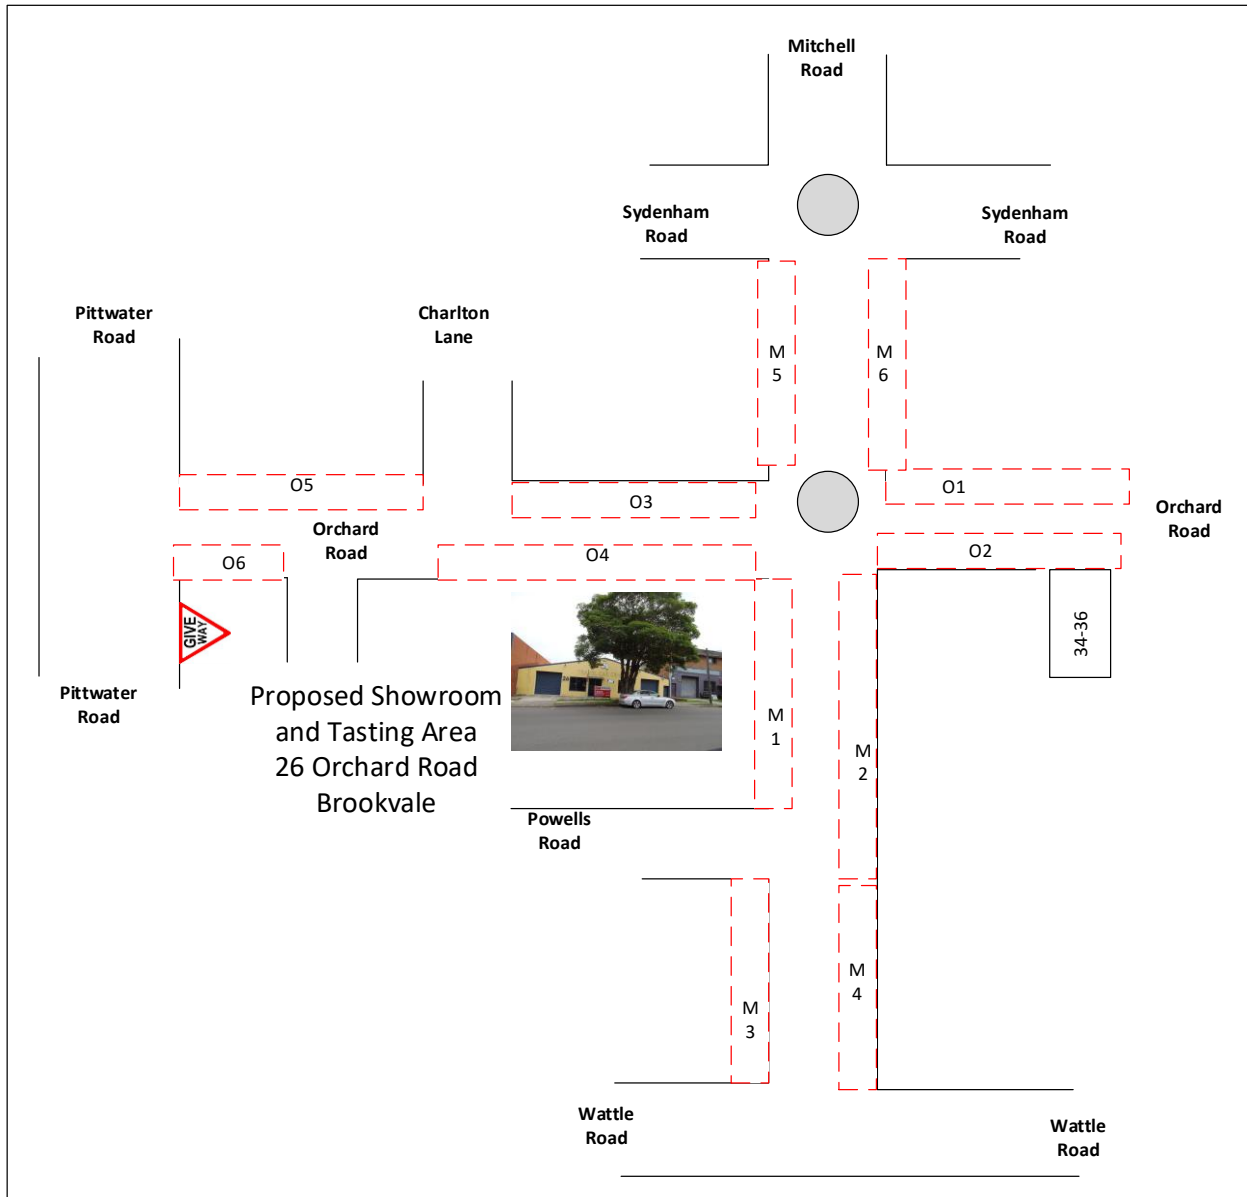 Mitchell
Road
Sydenham
Road
Sydenham
Road
Pittwater
Road
Charlton
Lane
M
5
M
6
O5
O3
O1
Orchard
Road
Orchard
Road
O6
O4
O2
GIVE
WAY
34-36
Pittwater
Road
Proposed Showroom
and Tasting Area
26 Orchard Road
Brookvale
M
1
M
2
Powells
Road
M
3
M
4
Wattle
Road
Wattle
Road